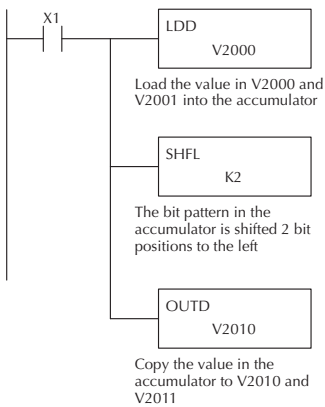 X1
LDD
V2000
Load the value in V2000 and
V2001 into the accumulator
SHFL
K2
The bit pattern in the
accumulator is shifted 2 bit
positions to the left
OUTD
V2010
Copy the value in the
accumulator to V2010 and
V2011